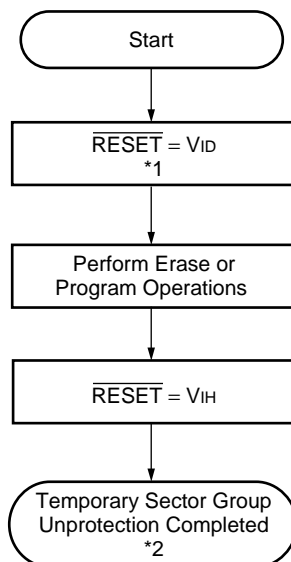 Start
RESET = VID
*1
Perform Erase or
Program Operations
RESET = VIH
Temporary Sector Group
Unprotection Completed
*2